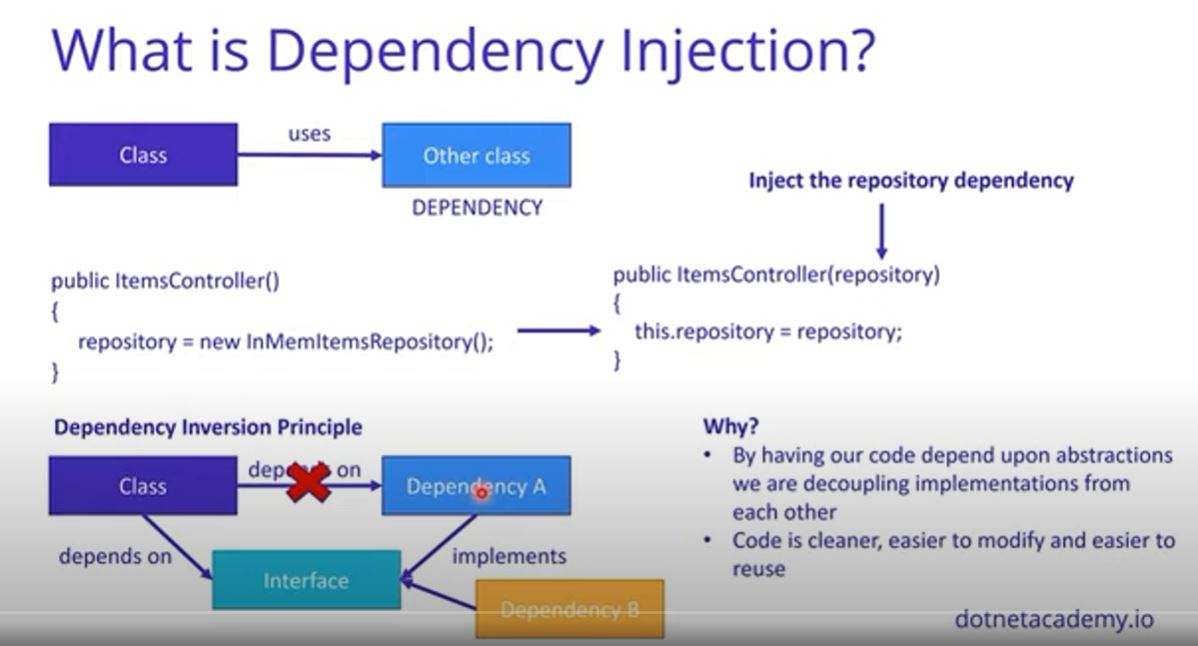 What is Dependency Injection?
Class
uses
Other class
DEPENDENCY
Inject the repository dependency
public ItemsController()
{
repository = new InMemItemsRepository();
}
public ItemsController(repository)
{
this.repository = repository;
}
Dependency Inversion Principle
Class
depends on
Dependency A
depends on
implements
Interface
Dependency B
Why?
• By having our code depend upon abstractions
we are decoupling implementations from
each other
• Code is cleaner, easier to modify and easier to
reuse
dotnetacademy.io